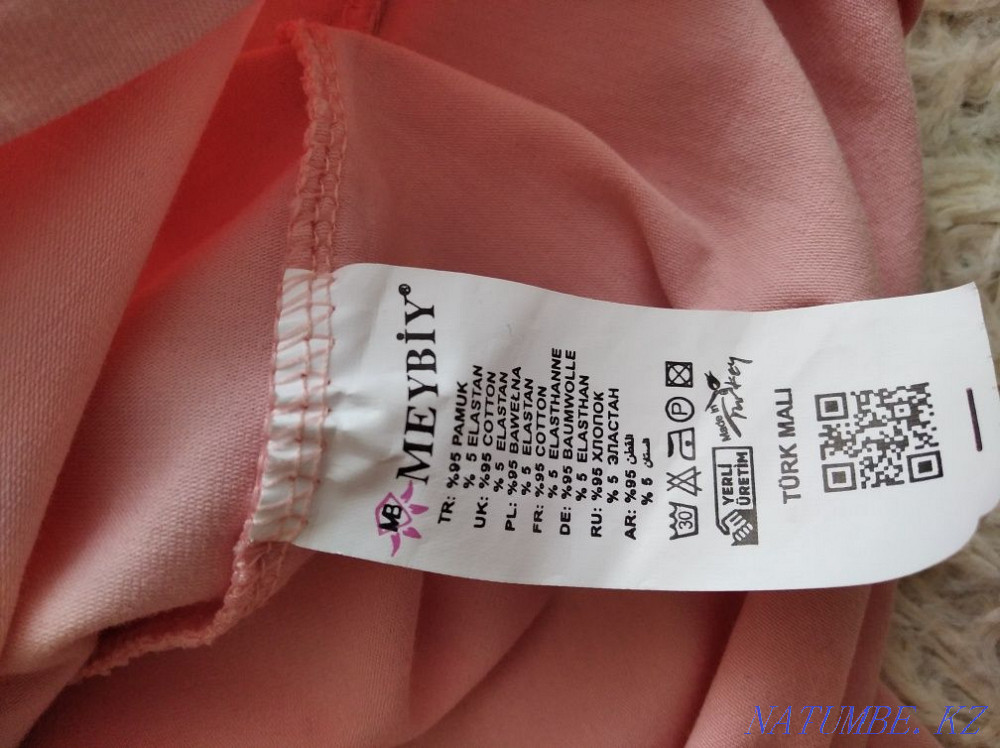 MB
MEYBİY®
TR: %95 PAMUK
% 5 ELASTAN
UK: %95 COTTON
% 5 ELASTAN
PL: %95 BAWEŁNA
% 5 ELASTAN
FR: %95 COTTON
% 5 ELASTHANNE
DE: %95 BAUMWOLLE
% 5 ELASTHAN
RU: %95 ХЛОПОК
% 5 ЭЛАСТАН
AR: %95 القطن
% 5
30
P
YERLİ
ÜRETİM
Made in
Turkey
TÜRK MALI
NATUMBE.KZ